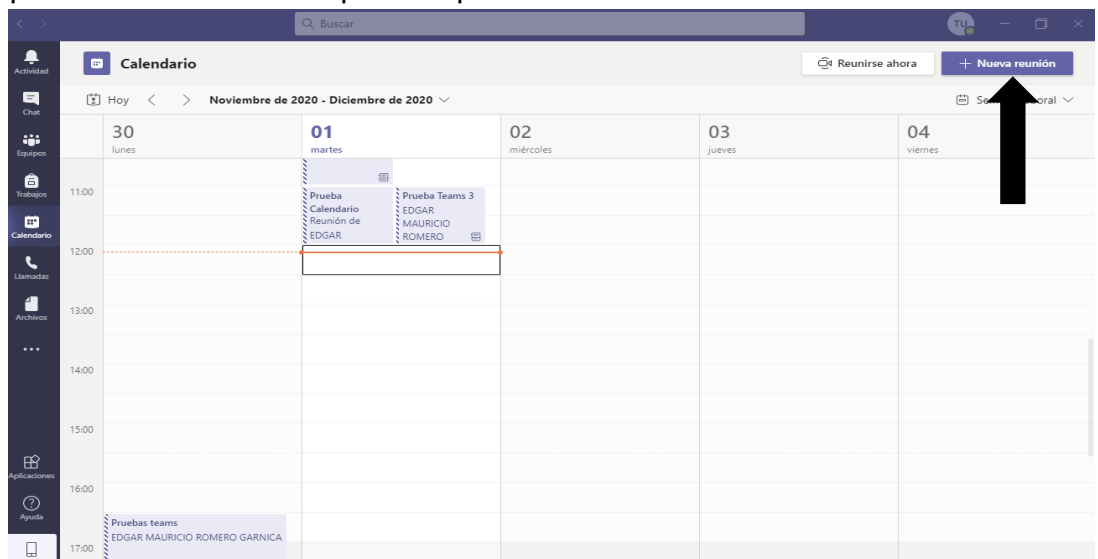 Buscar
TU
Actividad
Calendario
Reunirse ahora
Nueva reunión
Chat
Hoy
Noviembre de 2020 - Diciembre de 2020
Equipos
30
lunes
01
martes
02
miércoles
03
jueves
04
viernes
Trabajos
11:00
Prueba
Calendario
Reunión de
EDGAR
Prueba Teams 3
EDGAR
MAURICIO
ROMERO
Calendario
12:00
Llamadas
13:00
Archivos
14:00
15:00
Aplicaciones
16:00
Ayuda
Pruebas teams
EDGAR MAURICIO ROMERO GARNICA
17:00